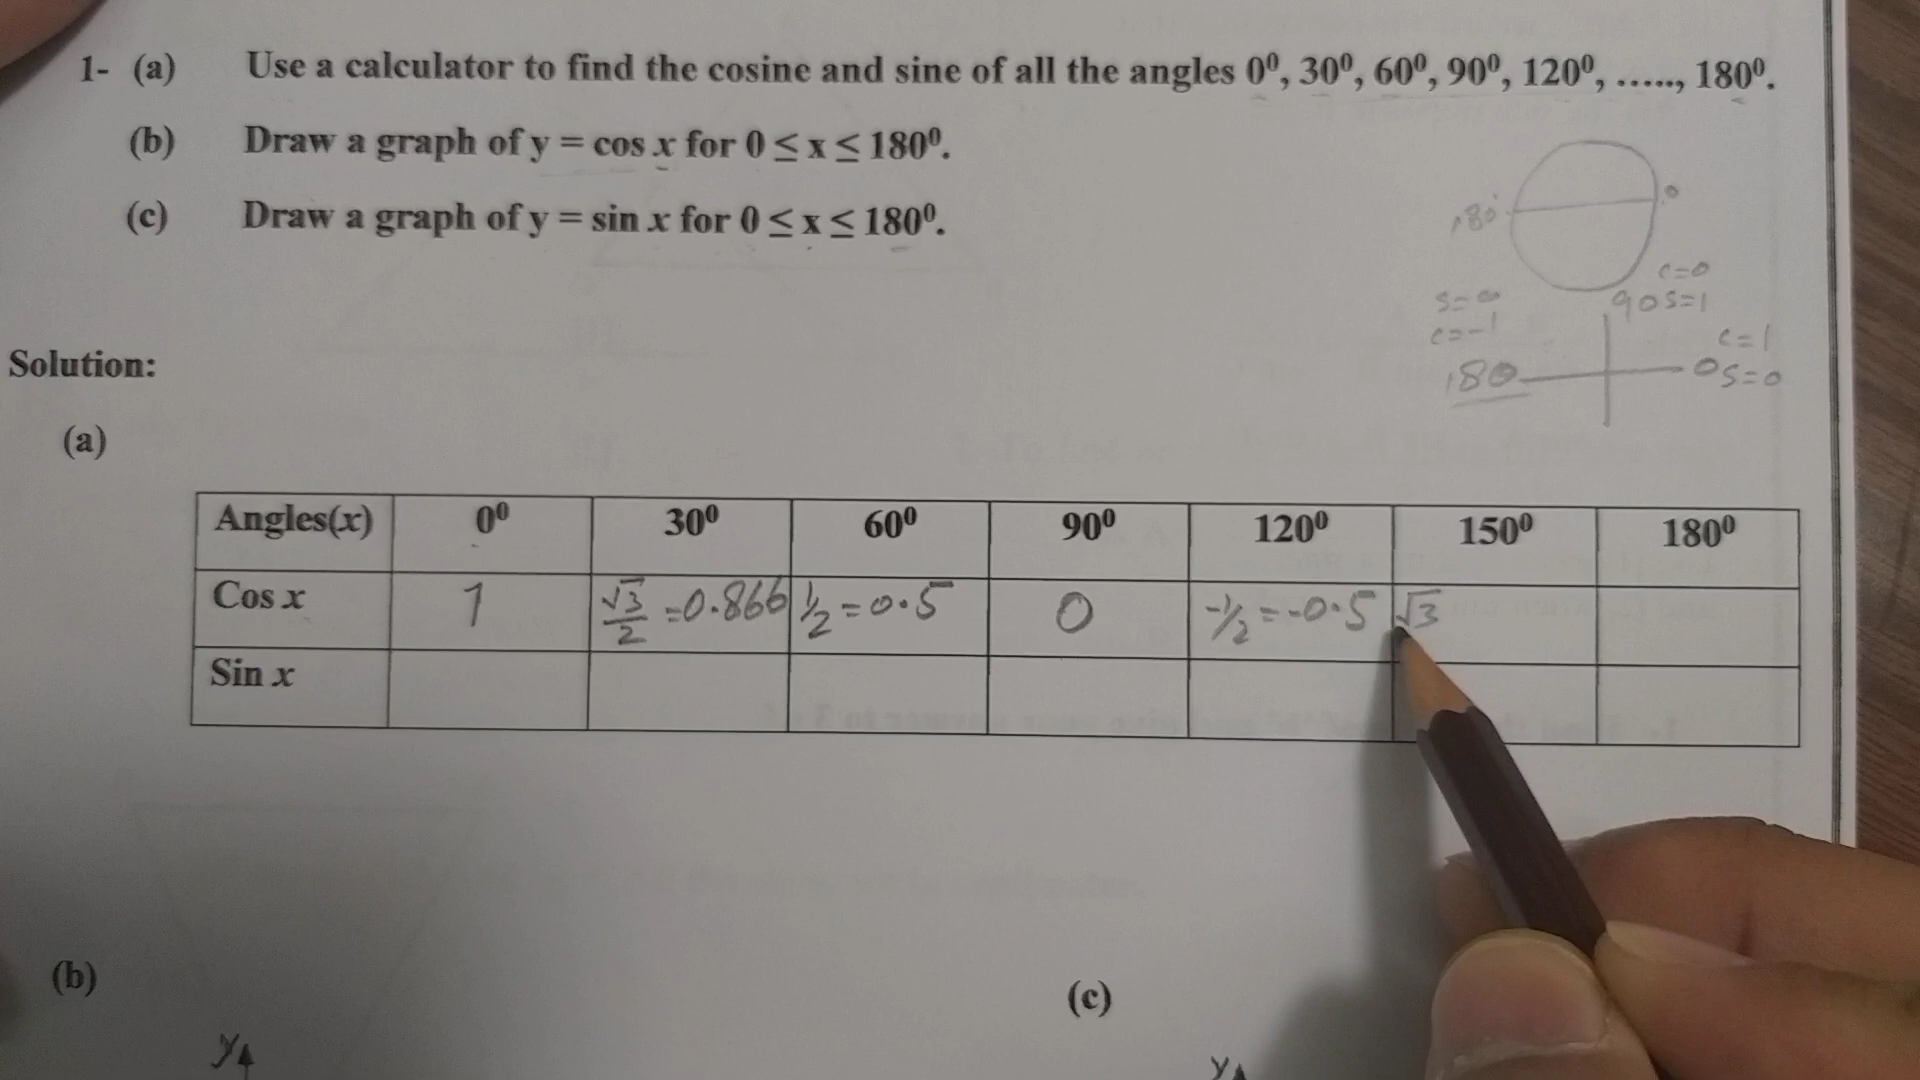 1- (a) Use a calculator to find the cosine and sine of all the angles 0⁰, 30⁰, 60⁰, 90⁰, 120⁰, ....., 180⁰.
(b) Draw a graph of y = cos x for 0 ≤ x ≤ 180⁰.
(c) Draw a graph of y = sin x for 0 ≤ x ≤ 180⁰.
180 0
c=0
90 s=1
s=0
c=-1
c=1
180 0 s=0
Solution:
(a)
Angles(x) 0⁰ 30⁰ 60⁰ 90⁰ 120⁰ 150⁰ 180⁰
Cos x 1 √3/2 =0.866 1/2 =0.5 0 -1/2 =-0.5 √3
Sin x
(b) (c)
y y